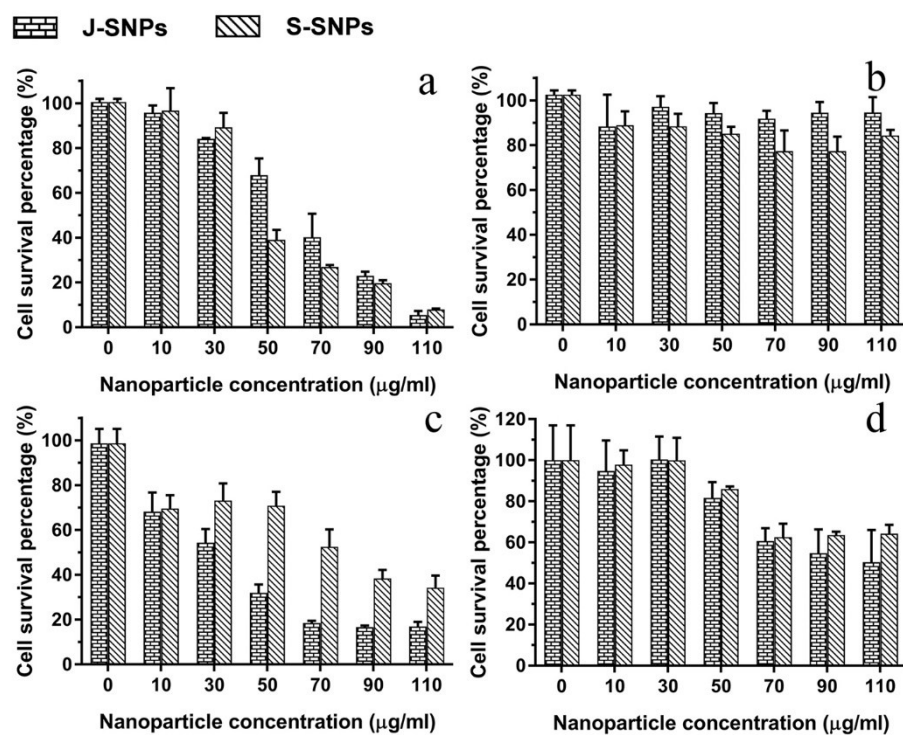 J-SNPs S-SNPs
a
Cell survival percentage (%)
100
80
60
40
20
0
0 10 30 50 70 90 110
Nanoparticle concentration (μg/ml)
b
Cell survival percentage (%)
100
80
60
40
20
0
0 10 30 50 70 90 110
Nanoparticle concentration (μg/ml)
c
Cell survival percentage (%)
100
80
60
40
20
0
0 10 30 50 70 90 110
Nanoparticle concentration (μg/ml)
d
Cell survival percentage (%)
120
100
80
60
40
20
0
0 10 30 50 70 90 110
Nanoparticle concentration (μg/ml)